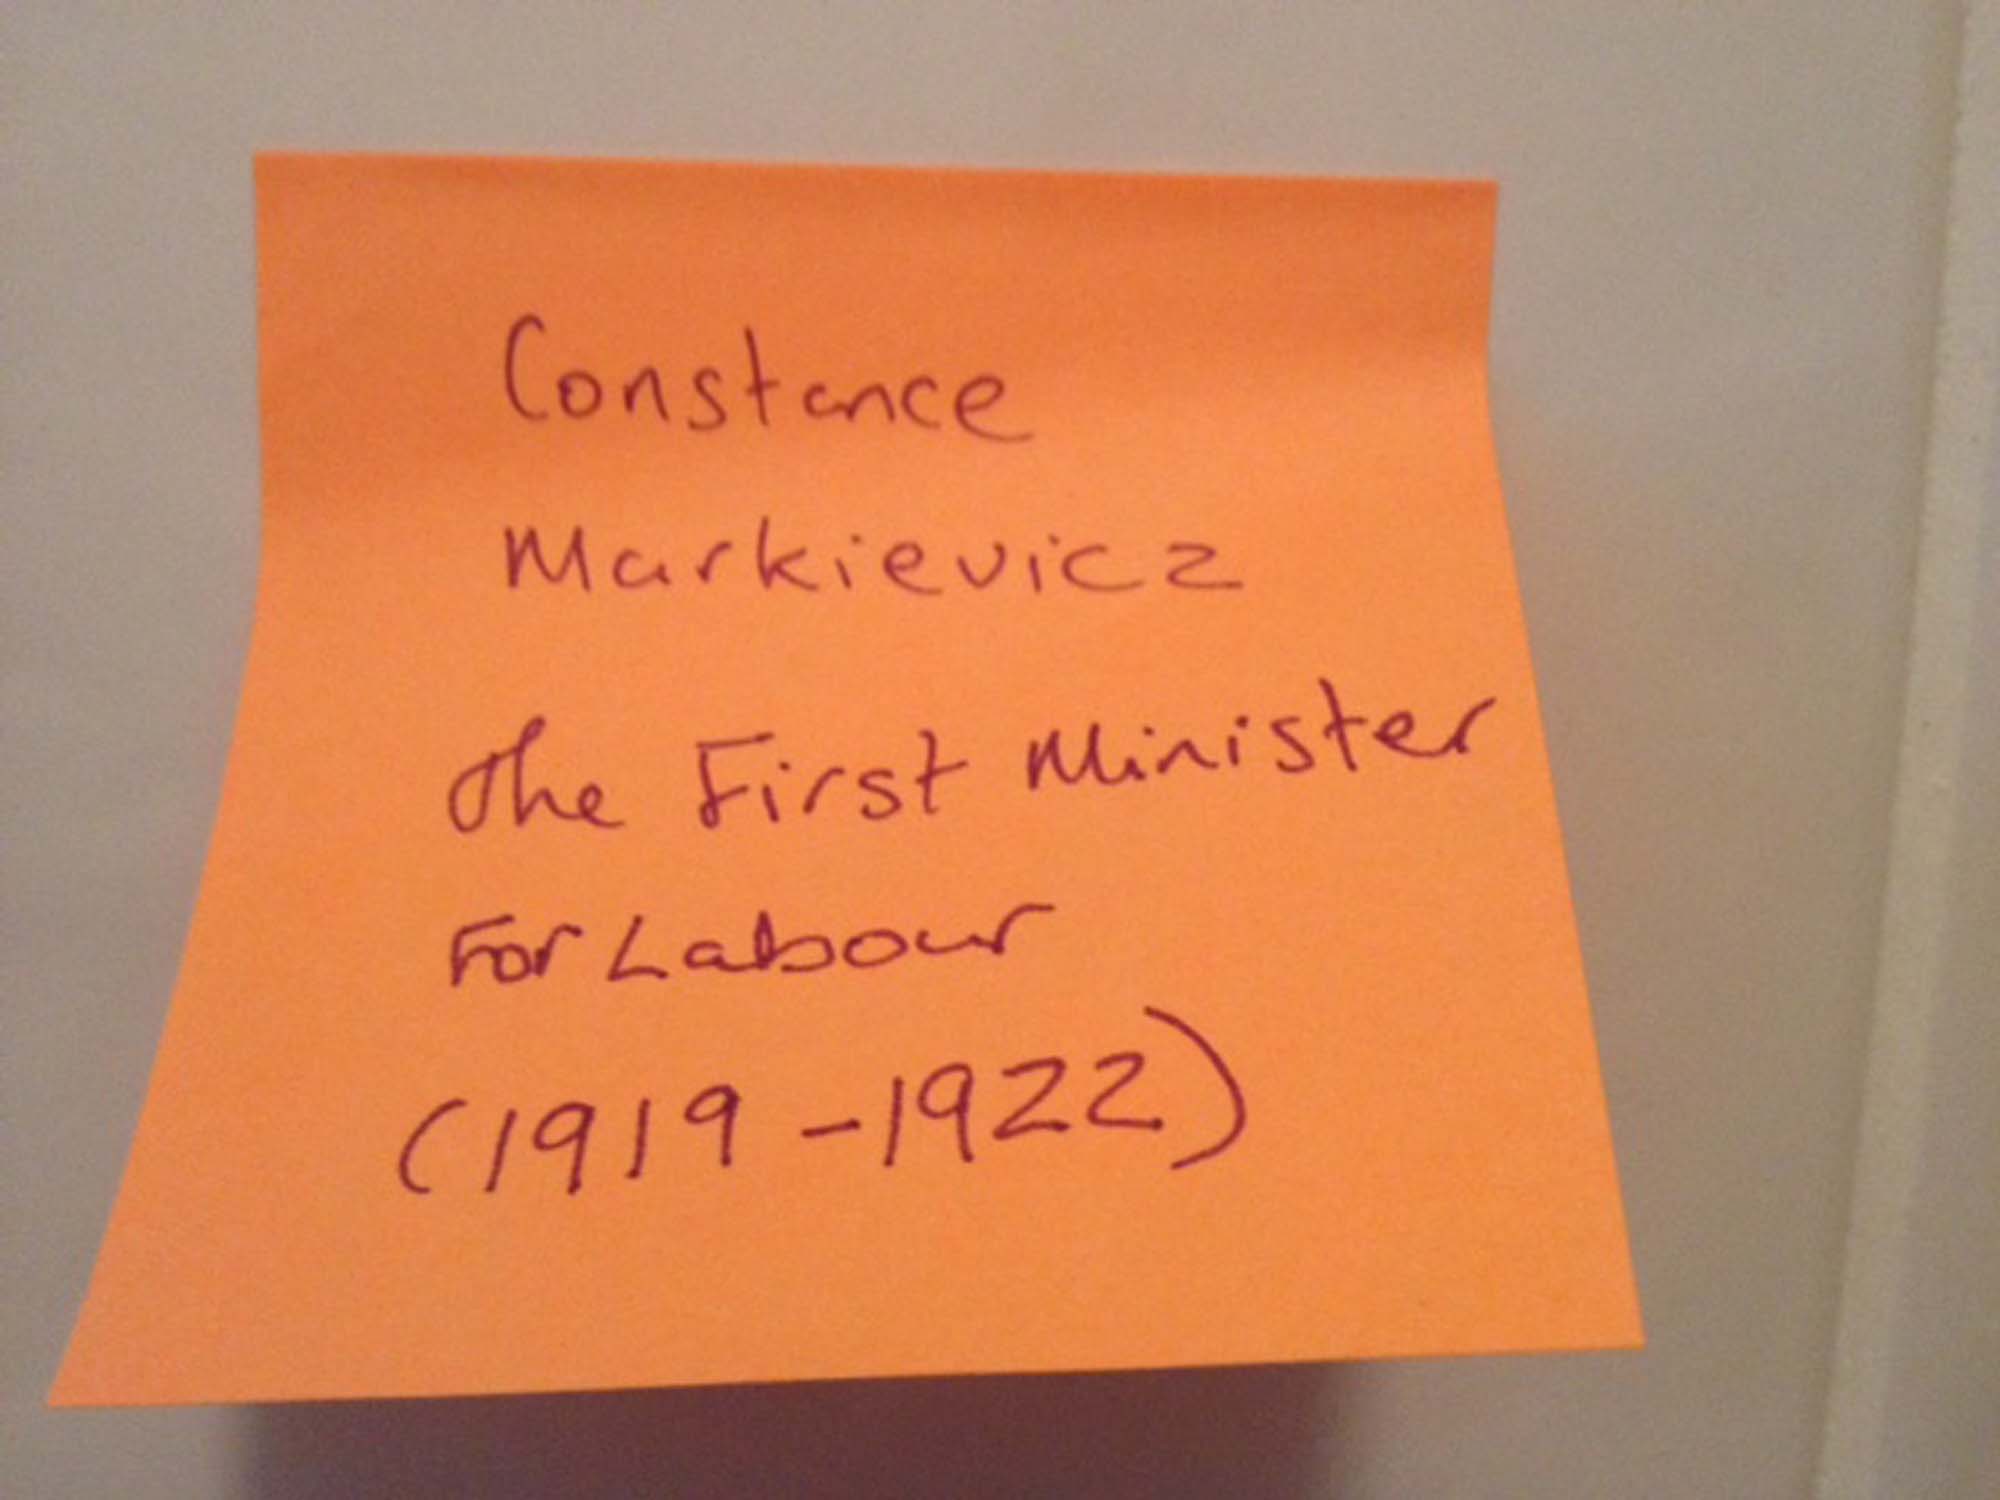 Constance
Markievicz
The First Minister
For Labour
(1919-1922)